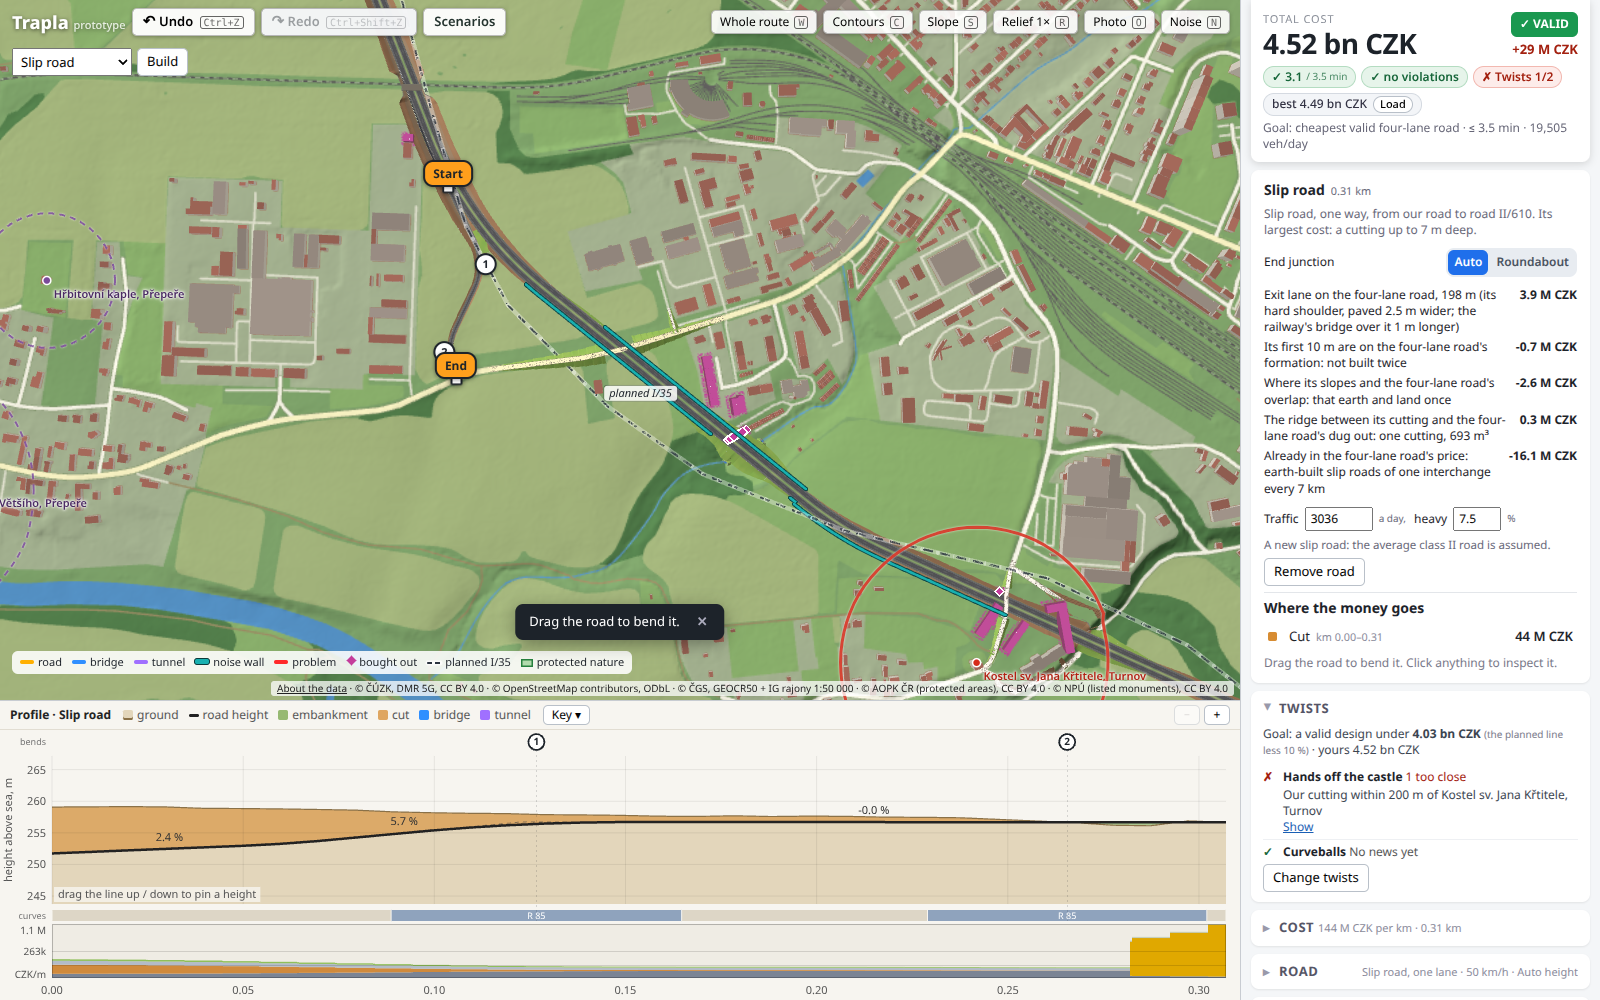 Trapla prototype
↶ Undo Ctrl+Z
↷ Redo Ctrl+Shift+Z
Scenarios
Whole route W
Contours C
Slope S
Relief 1× R
Photo O
Noise N
Slip road
Build
Start
1
End
Hřbitovní kaple, Přepeře
Většího, Přepeře
planned I/35
Kostel sv. Jana Křtitele, Turnov
Drag the road to bend it. ✕
road
bridge
tunnel
noise wall
problem
bought out
planned I/35
protected nature
About the data · © ČÚZK, DMR 5G, CC BY 4.0 · © OpenStreetMap contributors, ODbL · © ČGS, GEOCR50 + IG rajony 1:50 000 · © AOPK ČR (protected areas), CC BY 4.0 · © NPÚ (listed monuments), CC BY 4.0
Profile · Slip road
ground
road height
embankment
cut
bridge
tunnel
Key ▾
−
+
bends
1
2
height above sea, m
265
260
255
250
245
2.4 %
5.7 %
-0.0 %
drag the line up / down to pin a height
curves
R 85
R 85
1.1 M
263k
CZK/m
0.00
0.05
0.10
0.15
0.20
0.25
0.30
TOTAL COST
4.52 bn CZK
✓ VALID
+29 M CZK
✓ 3.1 / 3.5 min
✓ no violations
✗ Twists 1/2
best 4.49 bn CZK Load
Goal: cheapest valid four-lane road · ≤ 3.5 min · 19,505
veh/day
Slip road 0.31 km
Slip road, one way, from our road to road II/610. Its
largest cost: a cutting up to 7 m deep.
End junction Auto Roundabout
Exit lane on the four-lane road, 198 m (its 3.9 M CZK
hard shoulder, paved 2.5 m wider; the
railway's bridge over it 1 m longer)
Its first 10 m are on the four-lane road's -0.7 M CZK
formation: not built twice
Where its slopes and the four-lane road's -2.6 M CZK
overlap: that earth and land once
The ridge between its cutting and the four- 0.3 M CZK
lane road's dug out: one cutting, 693 m³
Already in the four-lane road's price: -16.1 M CZK
earth-built slip roads of one interchange
every 7 km
Traffic 3036 a day, heavy 7.5 %
A new slip road: the average class II road is assumed.
Remove road
Where the money goes
Cut km 0.00–0.31 44 M CZK
Drag the road to bend it. Click anything to inspect it.
▼ TWISTS
Goal: a valid design under 4.03 bn CZK (the planned line
less 10 %) · yours 4.52 bn CZK
✗ Hands off the castle 1 too close
Our cutting within 200 m of Kostel sv. Jana Křtitele,
Turnov
Show
✓ Curveballs No news yet
Change twists
▶ COST 144 M CZK per km · 0.31 km
▶ ROAD Slip road, one lane · 50 km/h · Auto height